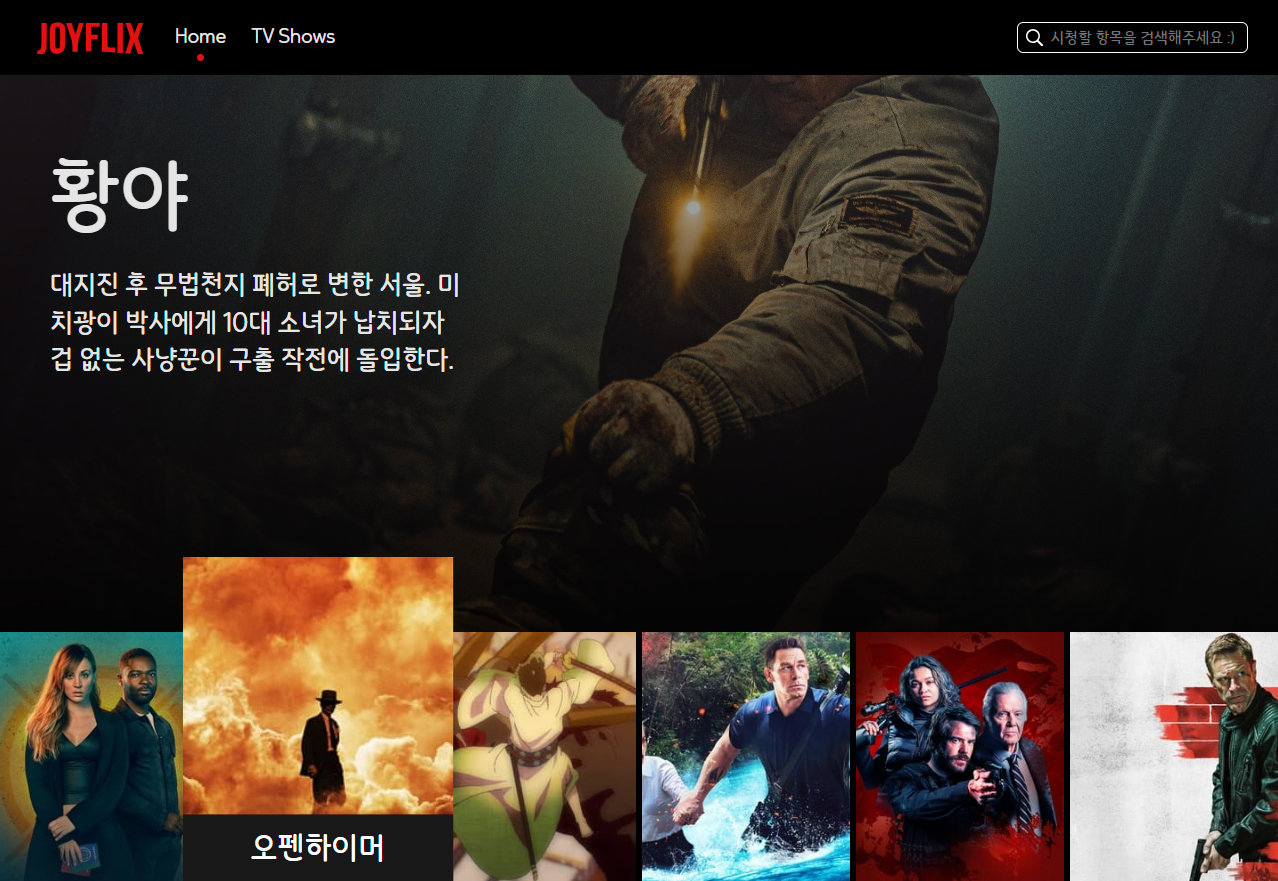 JOYFLIX
Home
TV Shows
시청할 항목을 검색해주세요 :)
황야
대지진 후 무법천지 폐허로 변한 서울. 미
치광이 박사에게 10대 소녀가 납치되자
겁 없는 사냥꾼이 구출 작전에 돌입한다.
오펜하이머